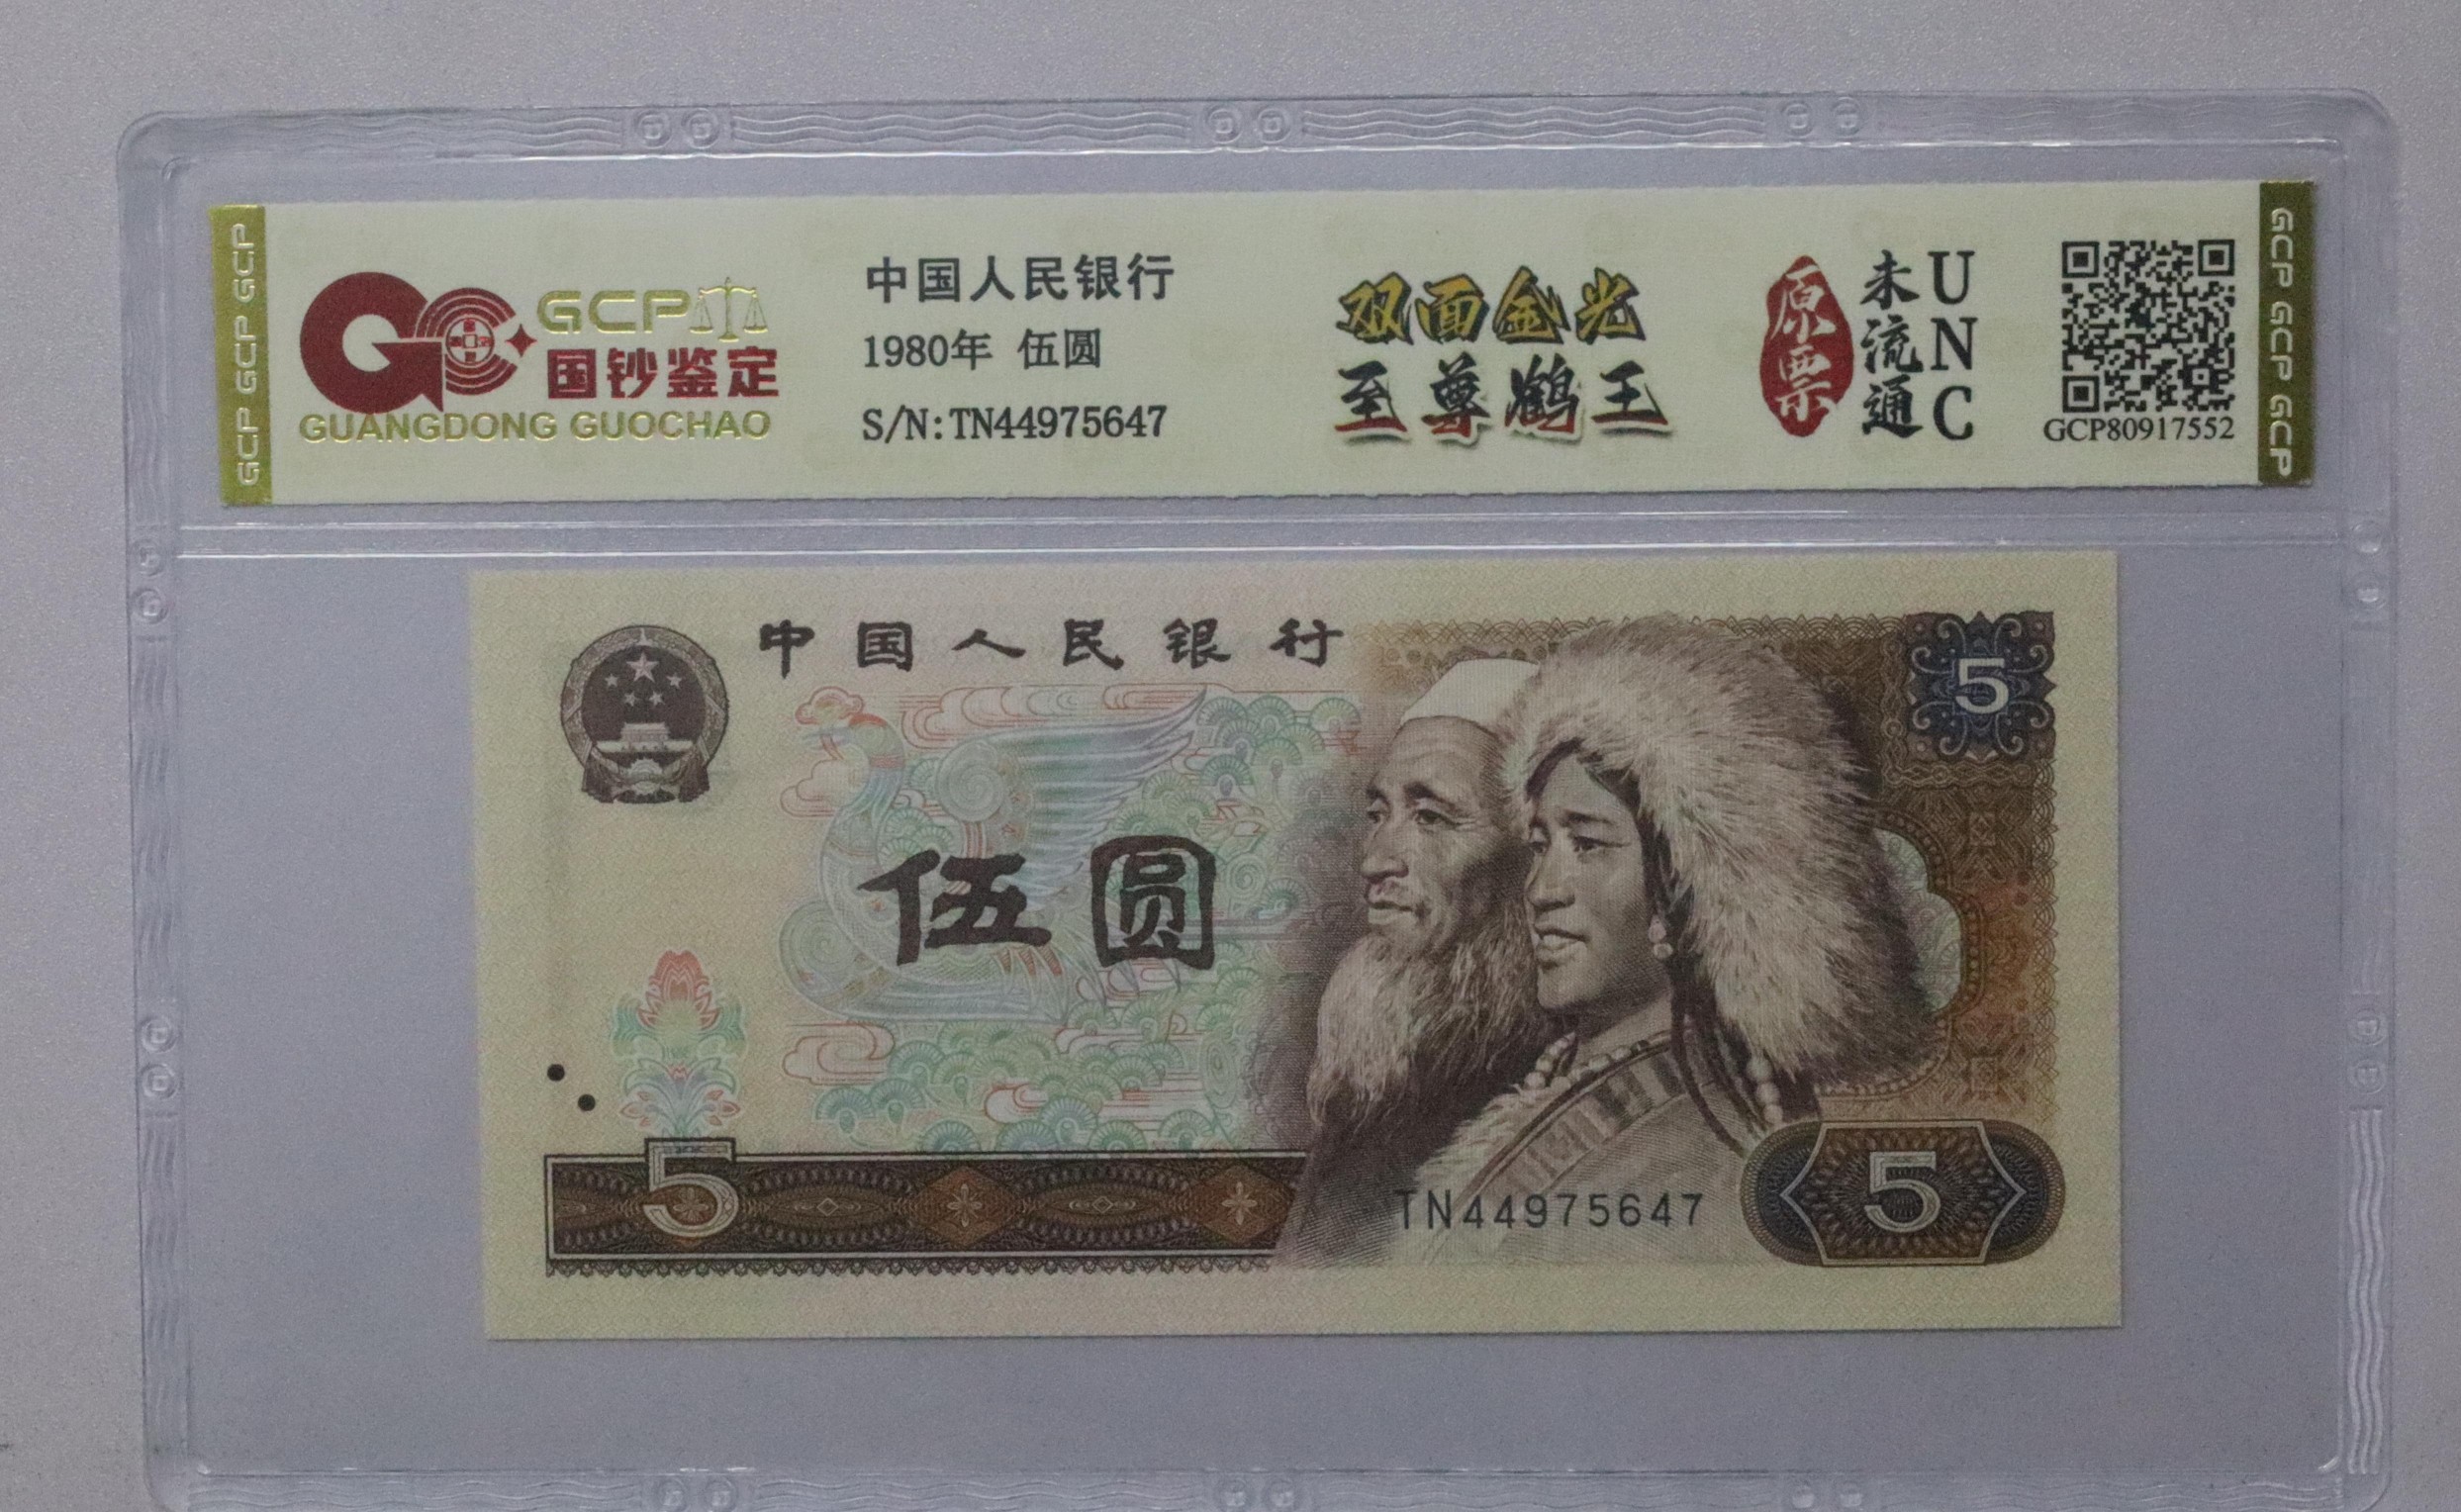 GCP GCP GCP
GCP
国钞鉴定
GUANGDONG GUOCHAO
中国人民银行
1980年 伍圆
S/N:TN44975647
双面金光
至尊鹤王
原票
未流通
UNC
GCP80917552
GCP GCP GCP
中国人民银行
5
伍圆
5
TN44975647
5